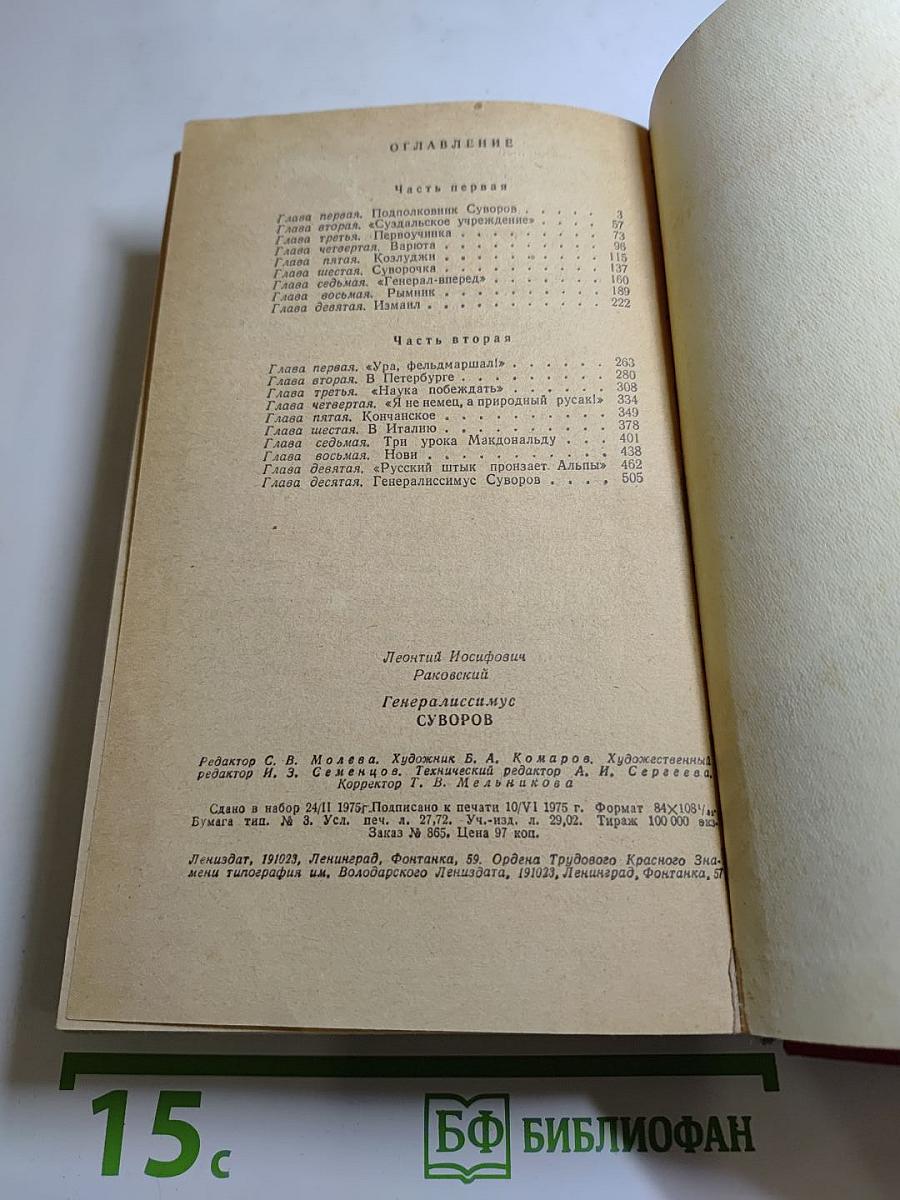 ОГЛАВЛЕНИЕ
Часть первая
Глава первая. Подполковник Суворов . . . . . 3
Глава вторая. «Суздальское учреждение» . . . . 57
Глава третья. Первоучинка . . . . . . . . 73
Глава четвертая. Варюта . . . . . . . . . 96
Глава пятая. Козлуджи . . . . . . . . . 115
Глава шестая. Суворочка . . . . . . . . . 137
Глава седьмая. «Генерал-вперед» . . . . . . 160
Глава восьмая. Рымник . . . . . . . . . 189
Глава девятая. Измаил . . . . . . . . . . 222
Часть вторая
Глава первая. «Ура, фельдмаршал!» . . . . . . 263
Глава вторая. В Петербурге . . . . . . . . 280
Глава третья. «Наука побеждать» . . . . . . 308
Глава четвертая. «Я не немец, а природный русак!» 334
Глава пятая. Кончанское . . . . . . . . . 349
Глава шестая. В Италию . . . . . . . . . 378
Глава седьмая. Три урока Макдональду . . . 401
Глава восьмая. Нови . . . . . . . . . . 438
Глава девятая. «Русский штык пронзает Альпы» 462
Глава десятая. Генералиссимус Суворов . . . . 505
Леонтий Иосифович
Раковский
Генералиссимус
СУВОРОВ
Редактор С. В. Молева. Художник Б. А. Комаров. Художественный
редактор И. З. Семенцов. Технический редактор А. И. Сергеева.
Корректор Т. В. Мельникова
Сдано в набор 24/II 1975г. Подписано к печати 10/VI 1975 г. Формат 84×108¹/
Бумага тип. № 3. Усл. печ. л. 27,72. Уч.-изд. л. 29,02. Тираж 100 000 экз.
Заказ № 865. Цена 97 коп.
Лениздат, 191023, Ленинград, Фонтанка, 59. Ордена Трудового Красного Зна-
мени типография им. Володарского Лениздата, 191023, Ленинград, Фонтанка, 57
15 с
БФ БИБЛИОФАН